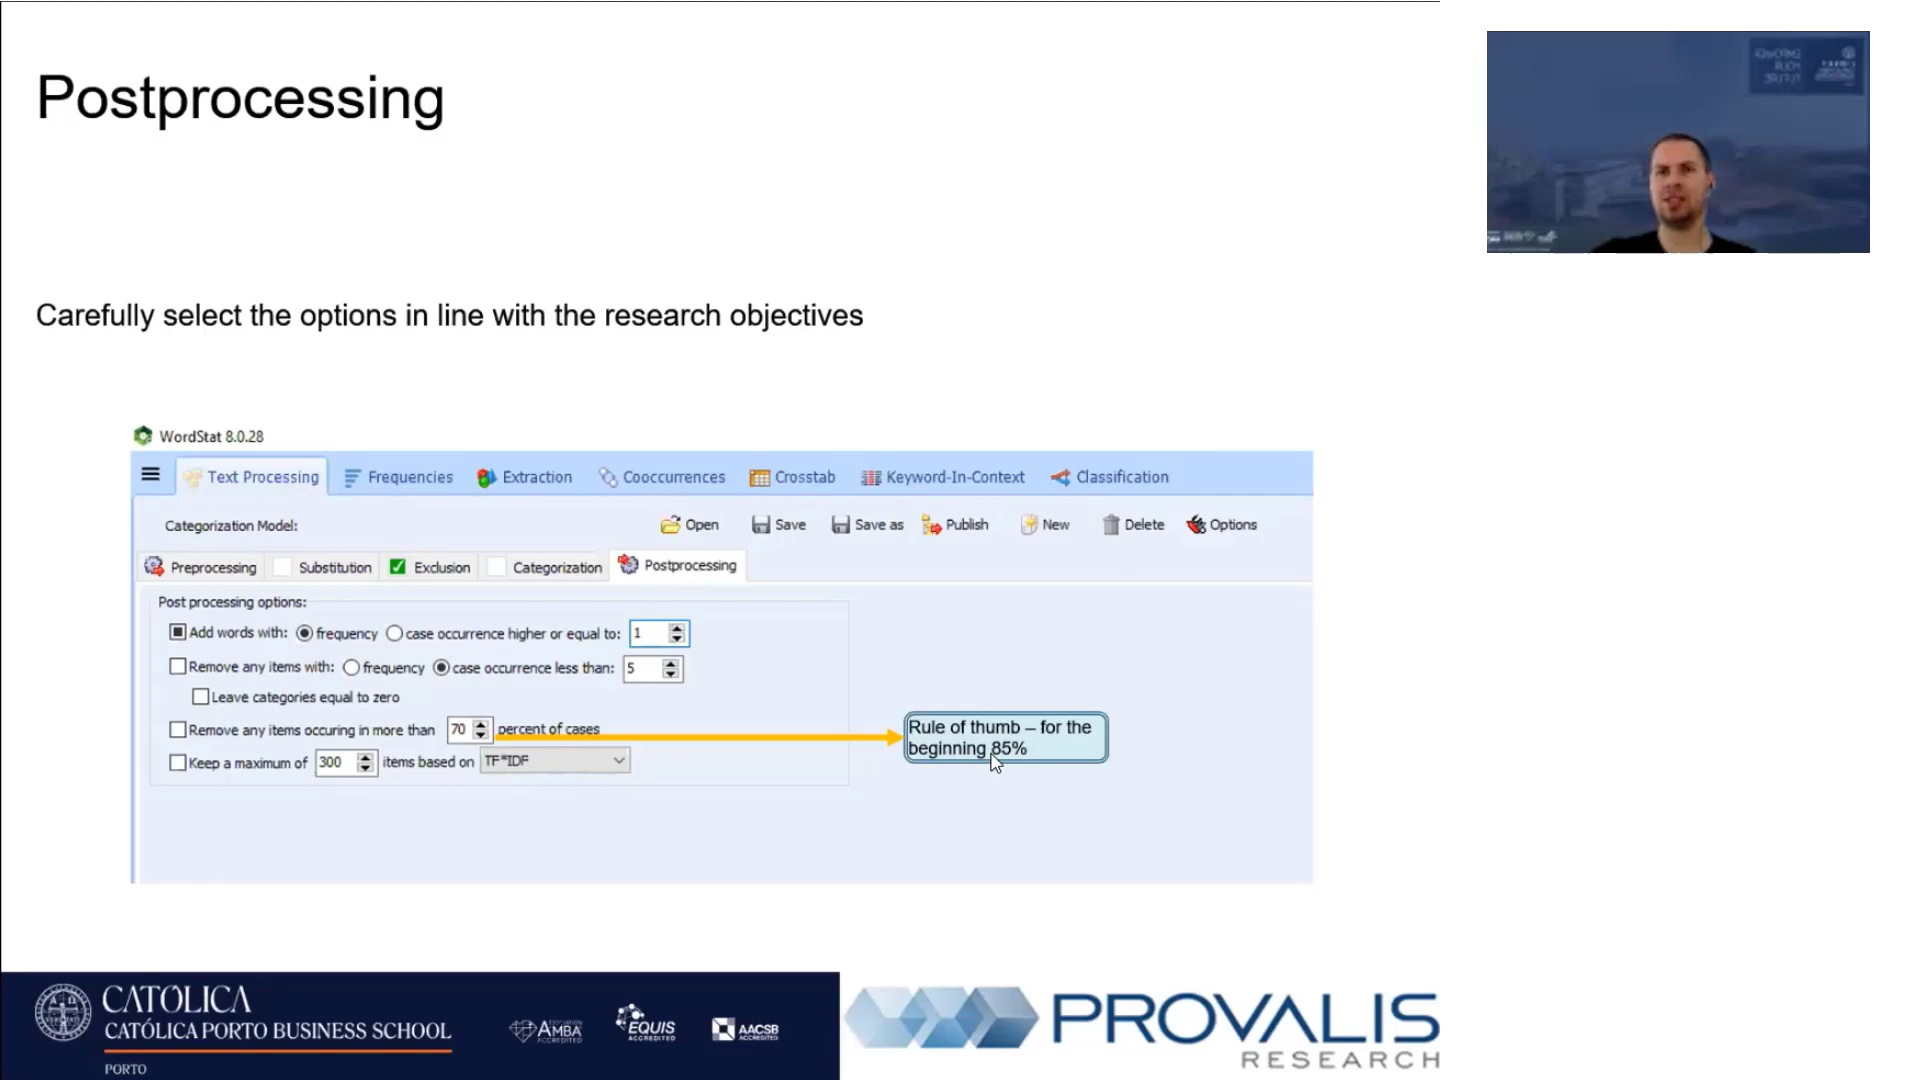 Postprocessing
Carefully select the options in line with the research objectives
WordStat 8.0.28
Text Processing Frequencies Extraction Cooccurrences Crosstab Keyword-In-Context Classification
Categorization Model: Open Save Save as Publish New Delete Options
Preprocessing Substitution Exclusion Categorization Postprocessing
Post processing options:
Add words with: frequency case occurrence higher or equal to: 1
Remove any items with: frequency case occurrence less than: 5
Leave categories equal to zero
Remove any items occuring in more than 70 percent of cases
Keep a maximum of 300 items based on TF*IDF
Rule of thumb – for the
beginning 85%
CATÓLICA
CATÓLICA PORTO BUSINESS SCHOOL
PORTO
ASSOCIATION
AMBA
ACCREDITED
EQUIS
ACCREDITED
AACSB
ACCREDITED
PROVALIS
RESEARCH